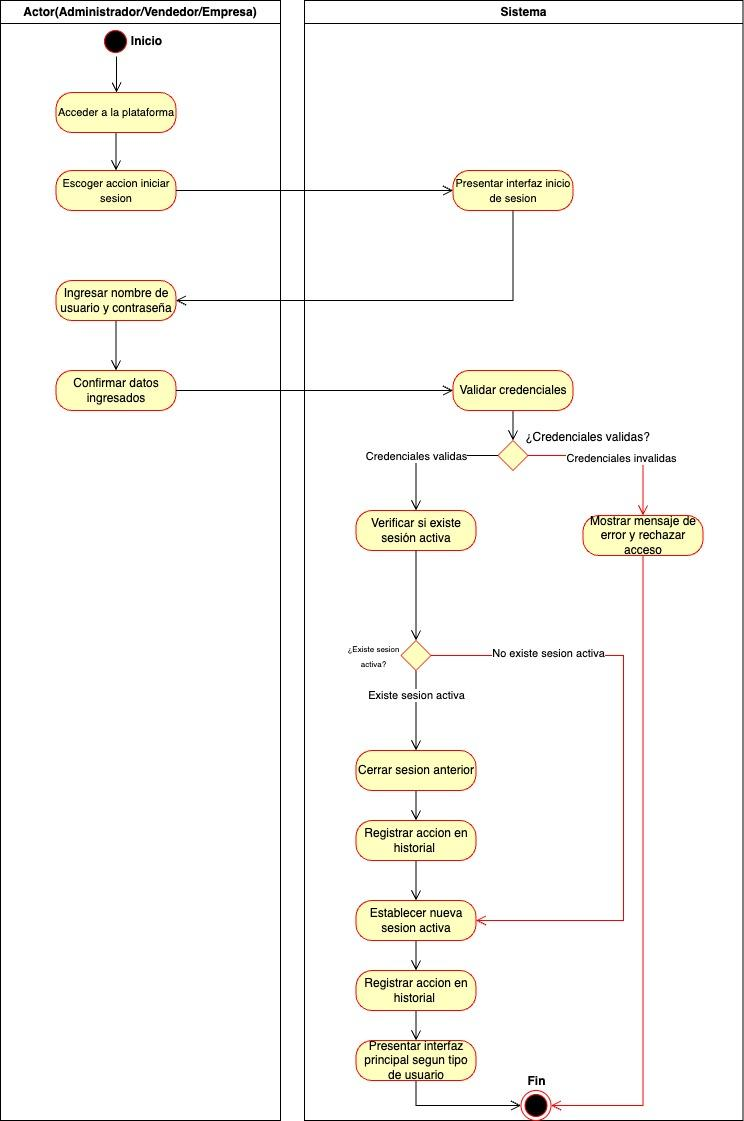 Actor(Administrador/Vendedor/Empresa)
Sistema
Inicio
Acceder a la plataforma
Escoger accion iniciar
sesion
Presentar interfaz inicio
de sesion
Ingresar nombre de
usuario y contraseña
Confirmar datos
ingresados
Validar credenciales
¿Credenciales validas?
Credenciales validas
Credenciales invalidas
Verificar si existe
sesión activa
Mostrar mensaje de
error y rechazar
acceso
¿Existe sesion
activa?
No existe sesion activa
Existe sesion activa
Cerrar sesion anterior
Registrar accion en
historial
Establecer nueva
sesion activa
Registrar accion en
historial
Presentar interfaz
principal segun tipo
de usuario
Fin